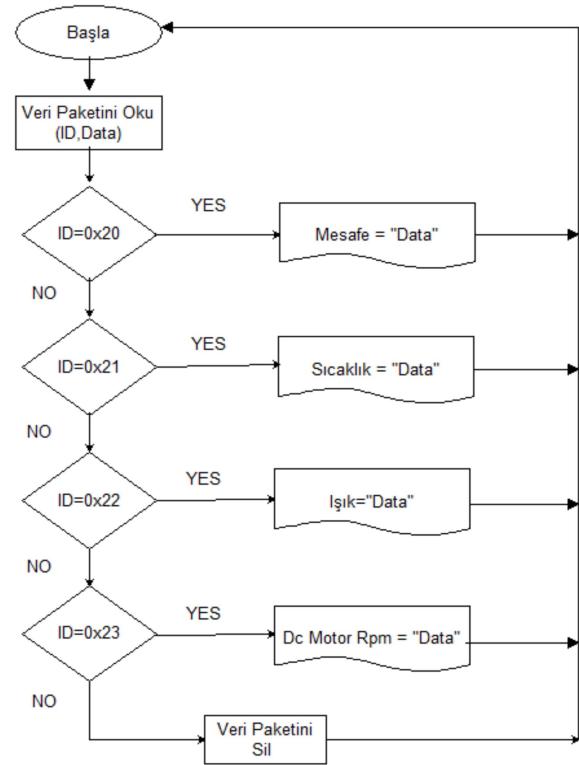 Başla
Veri Paketini Oku
(ID,Data)
ID=0x20
YES
Mesafe = "Data"
NO
ID=0x21
YES
Sıcaklık = "Data"
NO
ID=0x22
YES
Işık="Data"
NO
ID=0x23
YES
Dc Motor Rpm = "Data"
NO
Veri Paketini
Sil